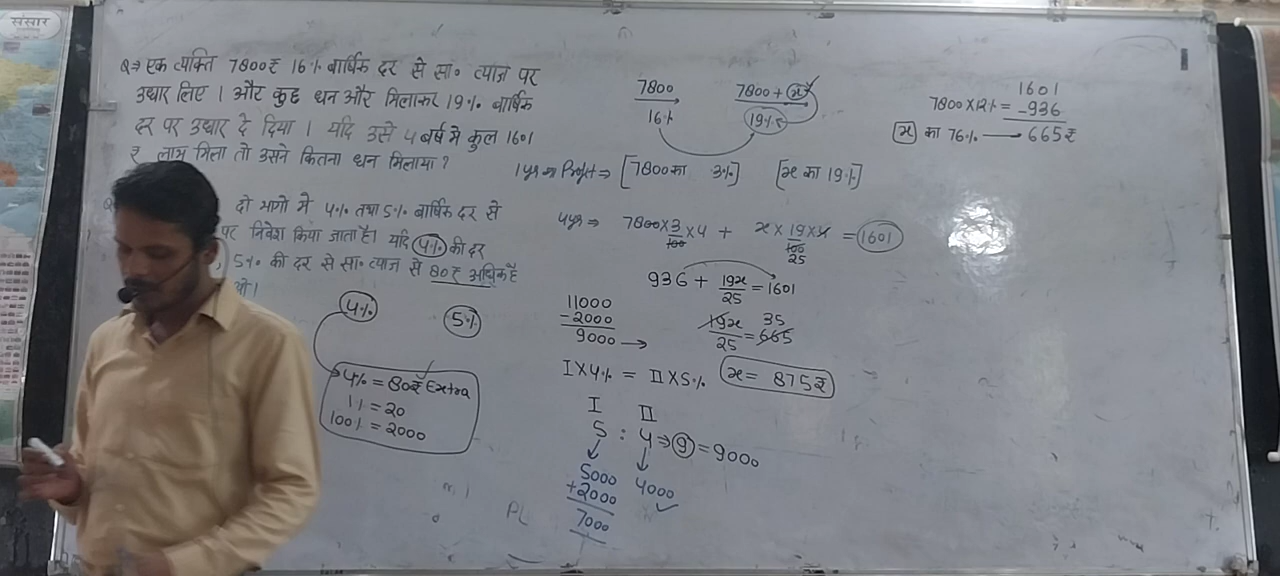 संसार
Q→ एक व्यक्ति 7800₹ 16% वार्षिक दर से सा० ब्याज पर
उधार लिए। और कुछ धन और मिलाकर 19% वार्षिक
दर पर उधार दे दिया। यदि उसे 4 वर्ष मे कुल 1601
₹ लाभ मिला तो उसने कितना धन मिलाया?
दो भागो में 4% तथा 5% वार्षिक दर से
पर निवेश किया जाता है। यदि 4% की दर
5% की दर से सा० ब्याज से 80₹ अधिक है
4%
5%
4% = 80₹ Extra
1% = 20
100% = 2000
7800
16%
7800 + x
19%
1yr Profit ⇒ [7800 का 3%] [x का 19%]
4yr ⇒ 7800×3/100×4 + x×19×4/100 = 1601
25
936 + 19x/25 = 1601
19x/25 = 665
35
x = 875₹
11000
-2000
9000 →
I×4% = II×5%
I II
5 : 4 ⇒ 9 = 9000
5000 4000
+2000
7000
PL
1601
7800×12% = -936
x का 76% → 665₹